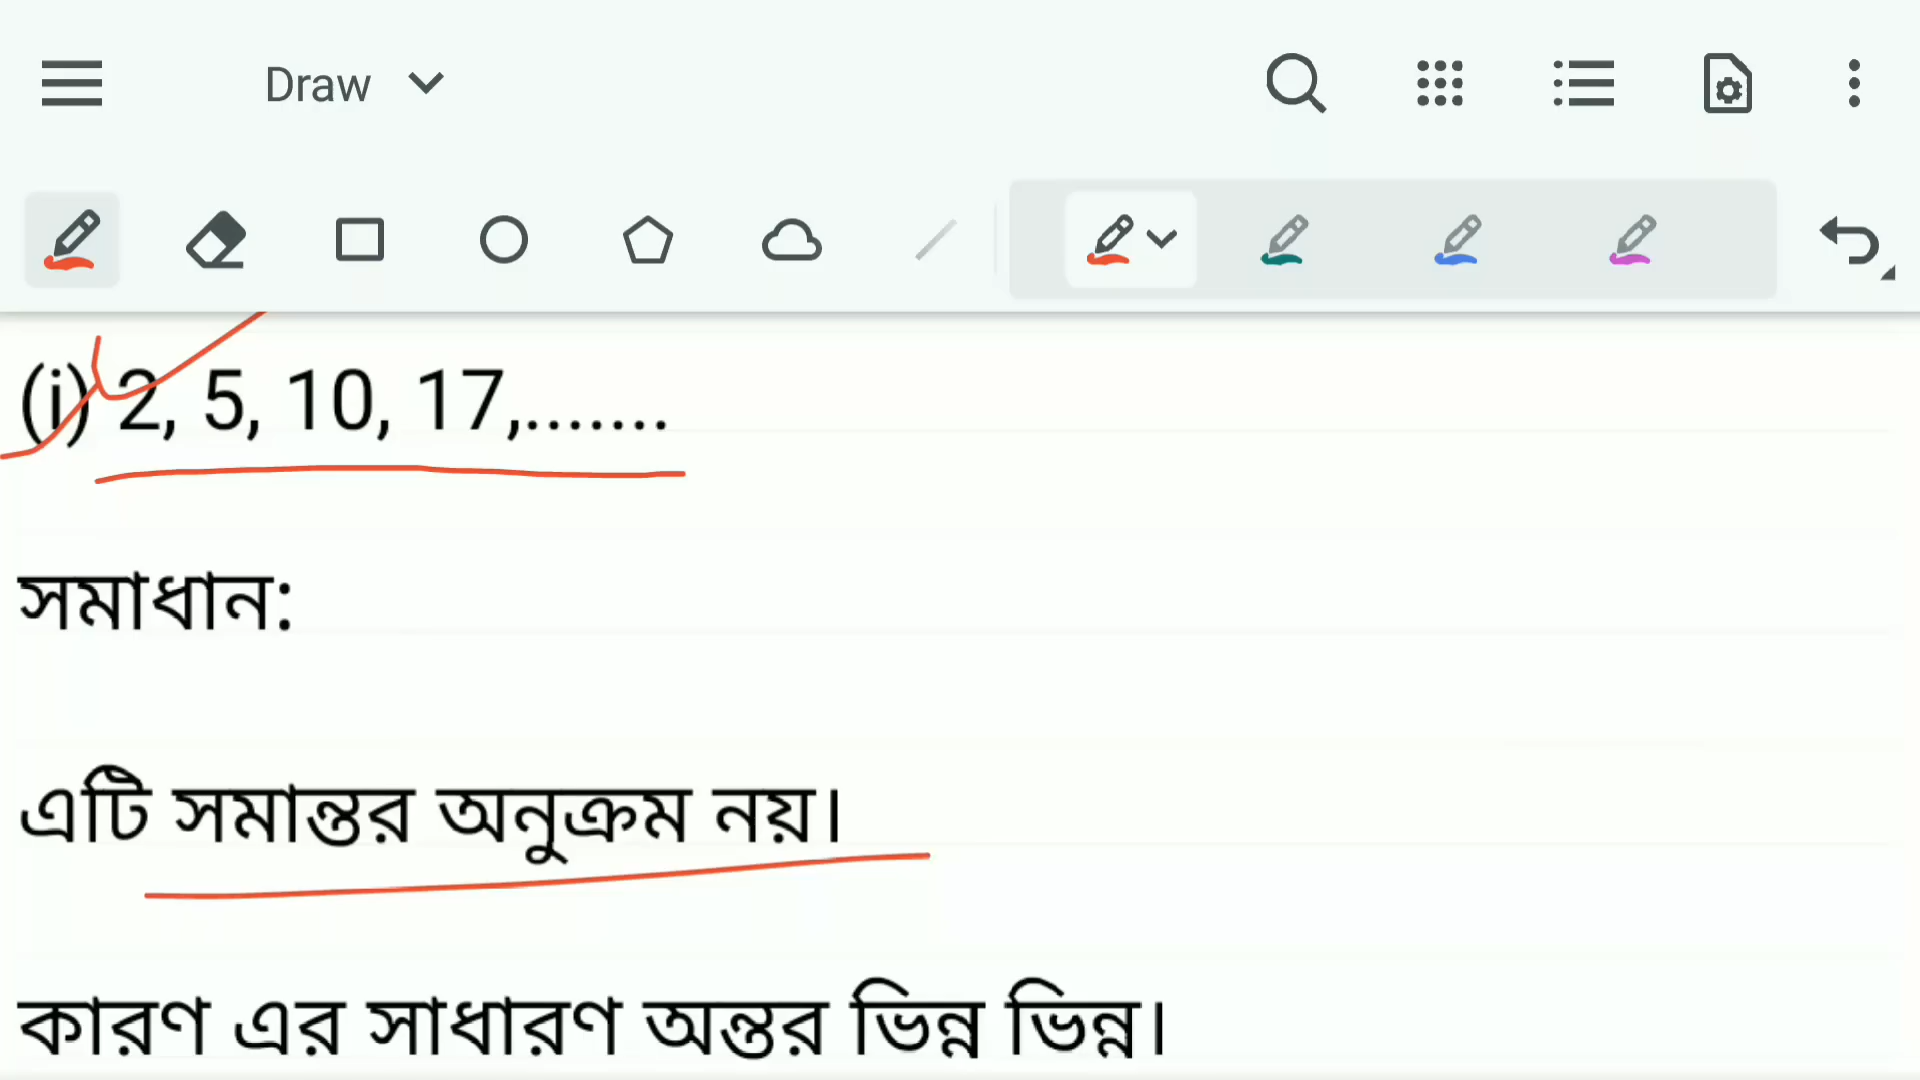 Draw
(i) 2, 5, 10, 17,.......
সমাধান:
এটি সমান্তর অনুক্রম নয়।
কারণ এর সাধারণ অন্তর ভিন্ন ভিন্ন।